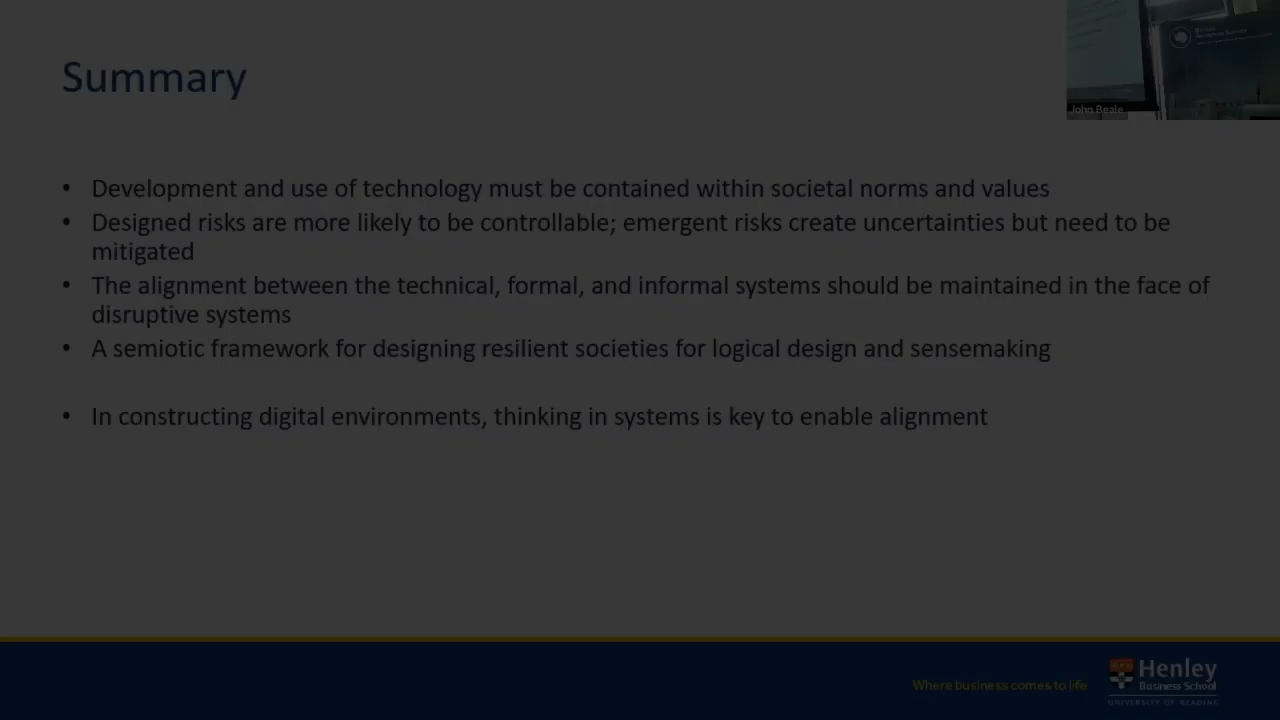 Summary
John Beale
• Development and use of technology must be contained within societal norms and values
• Designed risks are more likely to be controllable; emergent risks create uncertainties but need to be
mitigated
• The alignment between the technical, formal, and informal systems should be maintained in the face of
disruptive systems
• A semiotic framework for designing resilient societies for logical design and sensemaking
• In constructing digital environments, thinking in systems is key to enable alignment
Where business comes to life
Henley
Business School
UNIVERSITY OF READING